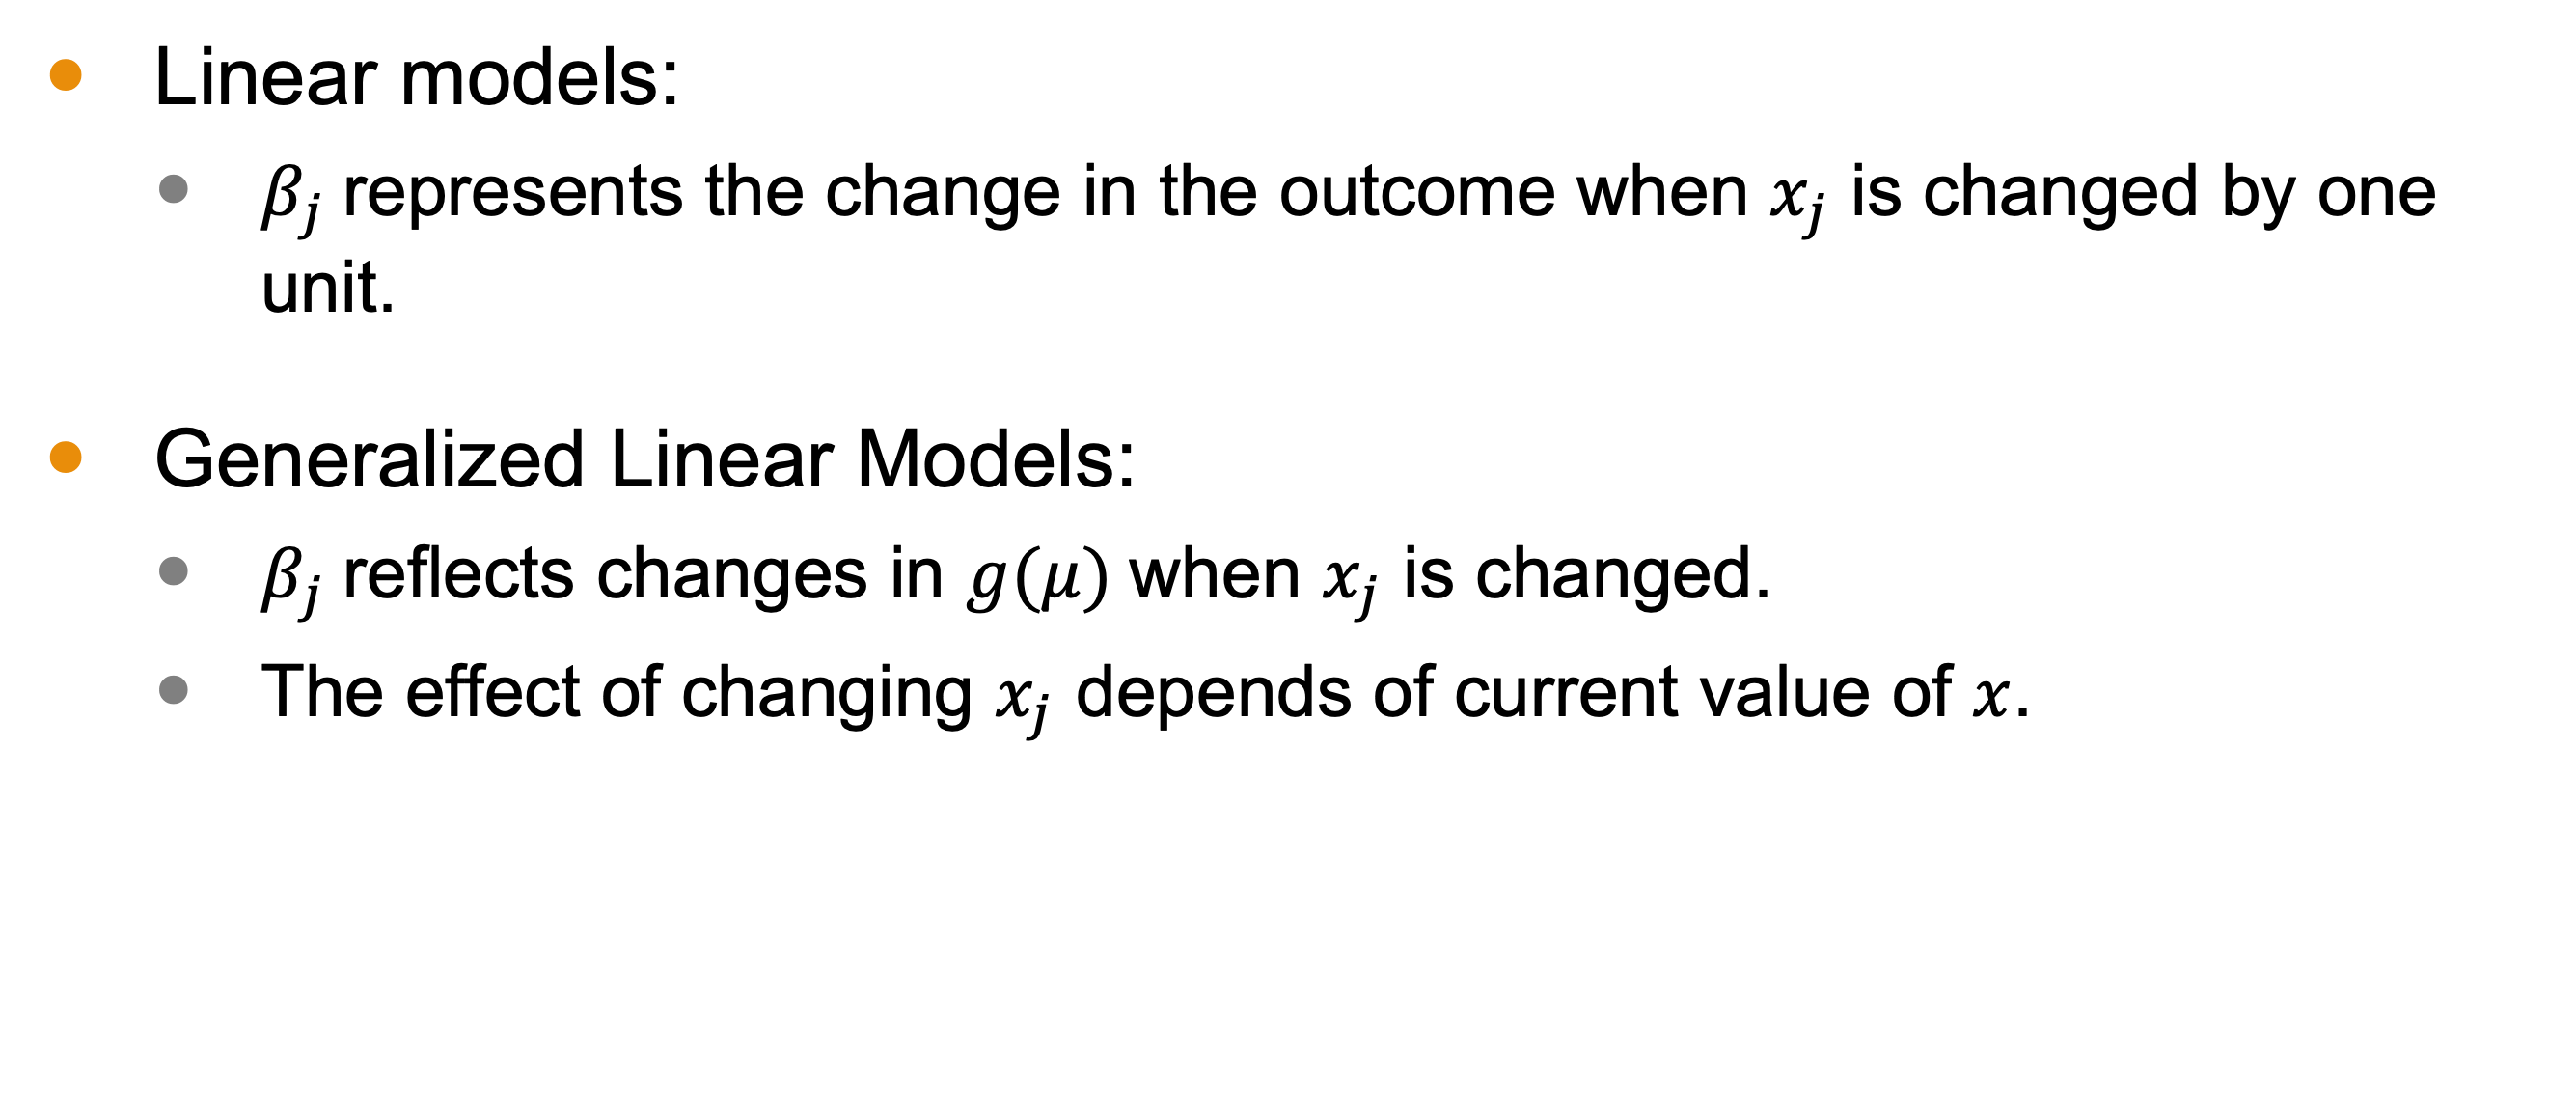 • Linear models:
• βⱼ represents the change in the outcome when xⱼ is changed by one
unit.
• Generalized Linear Models:
• βⱼ reflects changes in g(μ) when xⱼ is changed.
• The effect of changing xⱼ depends of current value of x.